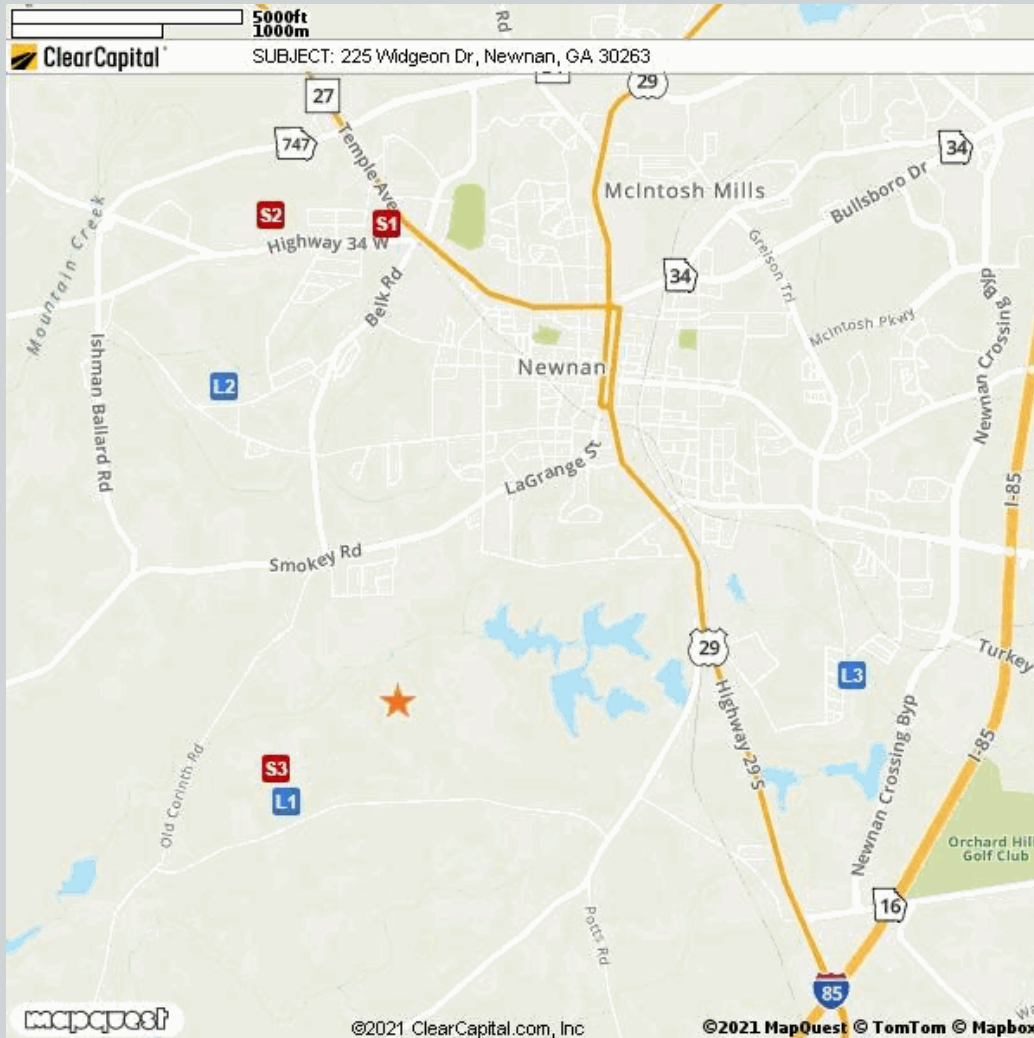 5000ft
1000m
Rd
ClearCapital
SUBJECT: 225 Widgeon Dr, Newnan, GA 30263
27
29
747
Temple Ave
34
McIntosh Mills
Bullsboro Dr
Mountain Creek
S2
S1
Highway 34 W
Greison Trl
34
Belk Rd
McIntosh Pkwy
Newnan Crossing Byp
Ishman Ballard Rd
L2
Newnan
LaGrange St
I-85
Smokey Rd
29
Turkey
L3
Highway 29 S
Newnan Crossing Byp
I-85
Old Corinth Rd
S3
L1
Orchard Hill
Golf Club
16
Potts Rd
85
mapquest
©2021 ClearCapital.com, Inc
©2021 MapQuest © TomTom © Mapbox